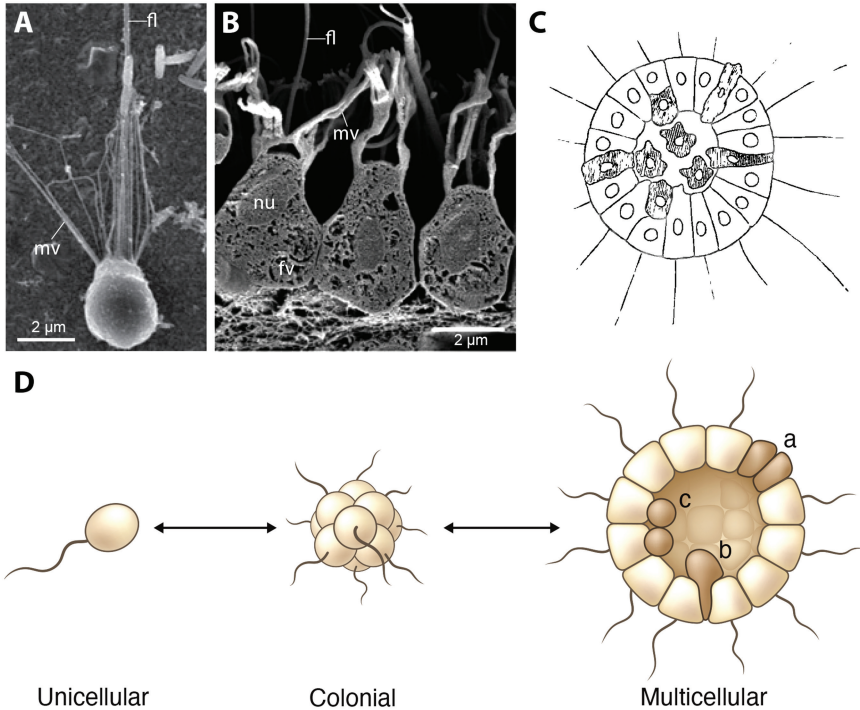 A
fl
mv
2 µm
B
fl
mv
nu
fv
2 µm
C
D
a
c
b
Unicellular
Colonial
Multicellular